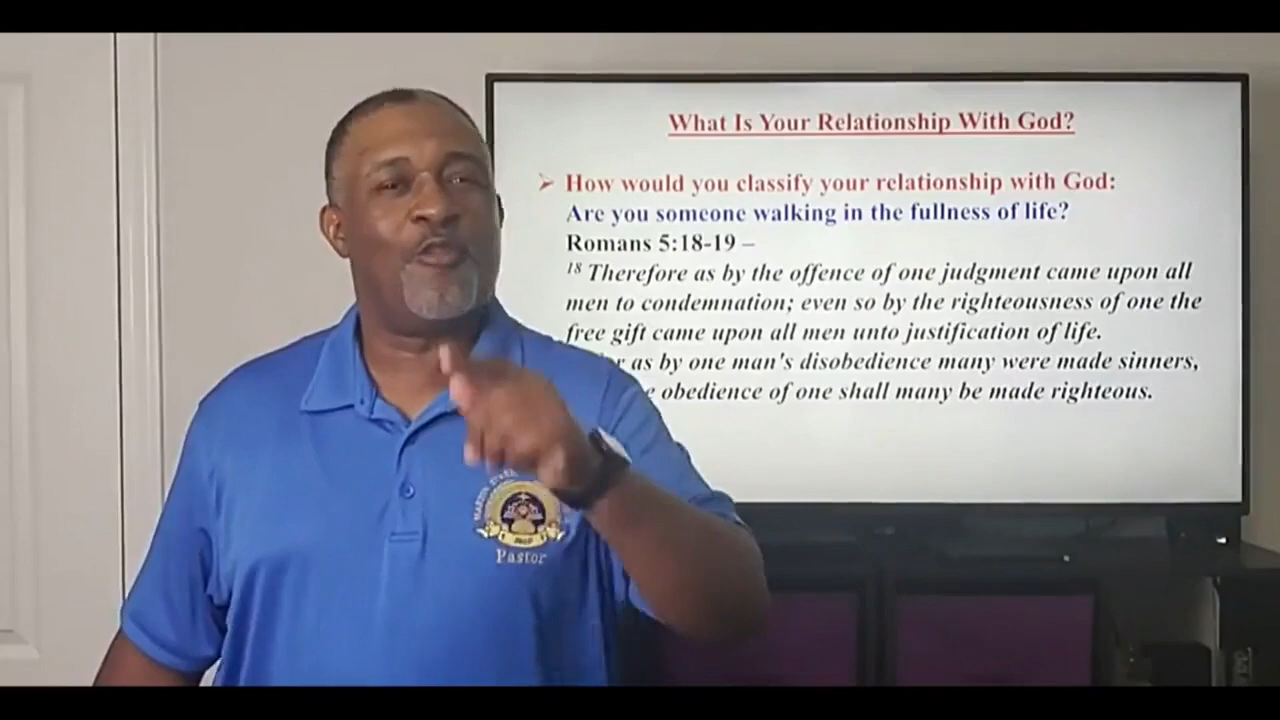 What Is Your Relationship With God?
➢ How would you classify your relationship with God:
Are you someone walking in the fullness of life?
Romans 5:18-19 –
18 Therefore as by the offence of one judgment came upon all
men to condemnation; even so by the righteousness of one the
free gift came upon all men unto justification of life.
as by one man's disobedience many were made sinners,
obedience of one shall many be made righteous.
Pastor